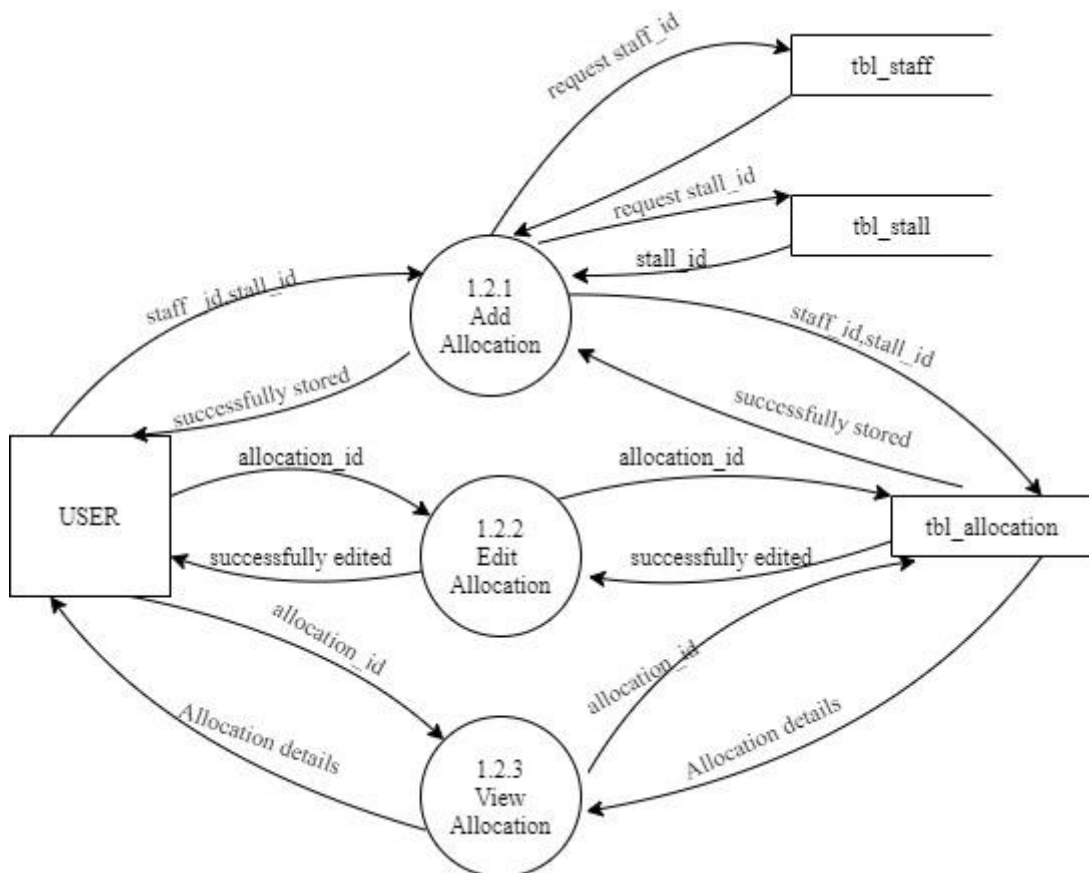 request staff_id
tbl_staff
request stall_id
tbl_stall
stall_id
1.2.1
Add
Allocation
staff_id,stall_id
staff_id,stall_id
successfully stored
successfully stored
allocation_id
allocation_id
USER
1.2.2
Edit
Allocation
tbl_allocation
successfully edited
successfully edited
allocation_id
allocation_id
Allocation details
Allocation details
1.2.3
View
Allocation